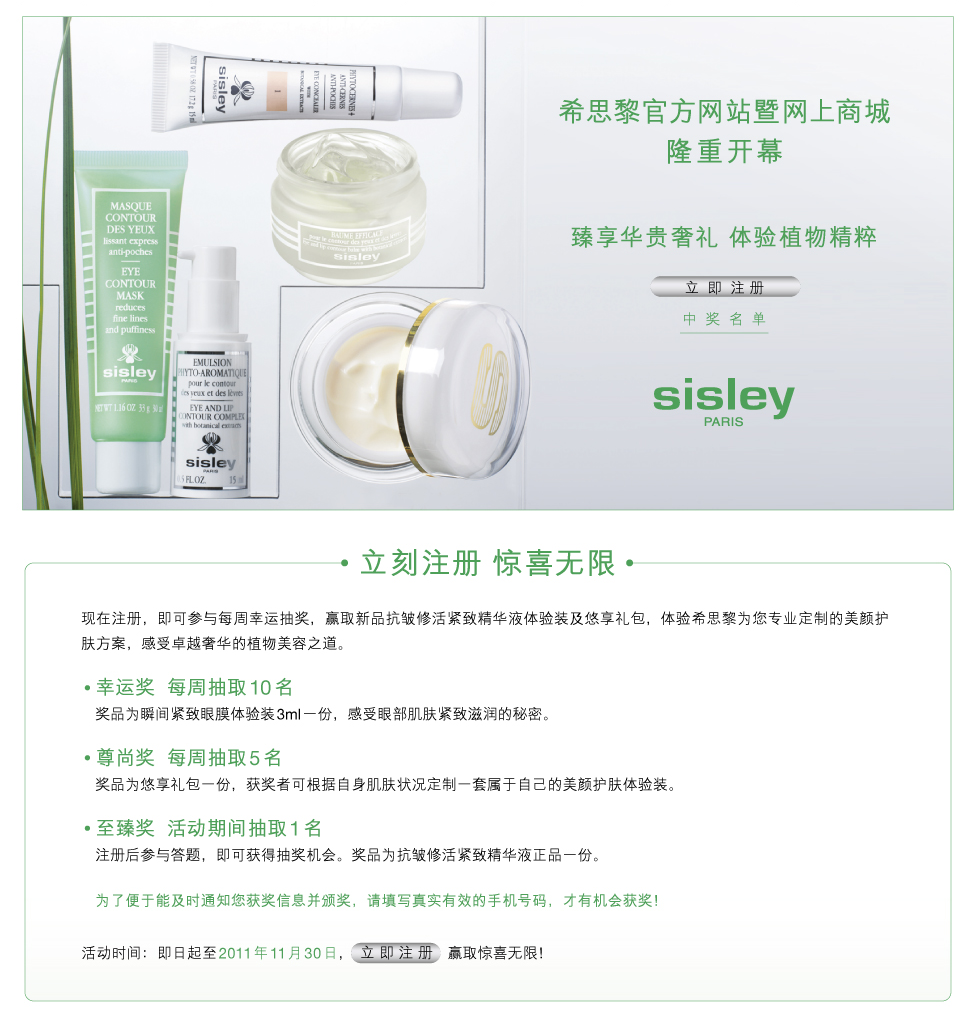 希思黎官方网站暨网上商城
隆重开幕
臻享华贵奢礼 体验植物精粹
立即注册
中奖名单
sisley
PARIS
sisley
PARIS
PHYTOCERNES+
ANTI-CERNES
ANTI-POCHES
EYE CONCEALER
WITH
BOTANICAL EXTRACTS
1
MASQUE
CONTOUR
DES YEUX
lissant express
anti-poches
EYE
CONTOUR
MASK
reduces
fine lines
and puffiness
sisley
PARIS
NET WT 1.16 OZ. 33 g 30 ml
BAUME EFFICACE
pour le contour des yeux et des lèvres
sisley
EMULSION
PHYTO-AROMATIQUE
pour le contour
des yeux et des lèvres
EYE AND LIP
CONTOUR COMPLEX
with botanical extracts
sisley
PARIS
FL.OZ. 15 ml
• 立刻注册 惊喜无限 •
现在注册，即可参与每周幸运抽奖，赢取新品抗皱修活紧致精华液体验装及悠享礼包，体验希思黎为您专业定制的美颜护
肤方案，感受卓越奢华的植物美容之道。
• 幸运奖 每周抽取10名
奖品为瞬间紧致眼膜体验装3ml一份，感受眼部肌肤紧致滋润的秘密。
• 尊尚奖 每周抽取5名
奖品为悠享礼包一份，获奖者可根据自身肌肤状况定制一套属于自己的美颜护肤体验装。
• 至臻奖 活动期间抽取1名
注册后参与答题，即可获得抽奖机会。奖品为抗皱修活紧致精华液正品一份。
为了便于能及时通知您获奖信息并颁奖，请填写真实有效的手机号码，才有机会获奖！
活动时间：即日起至2011年11月30日，立即注册 赢取惊喜无限！